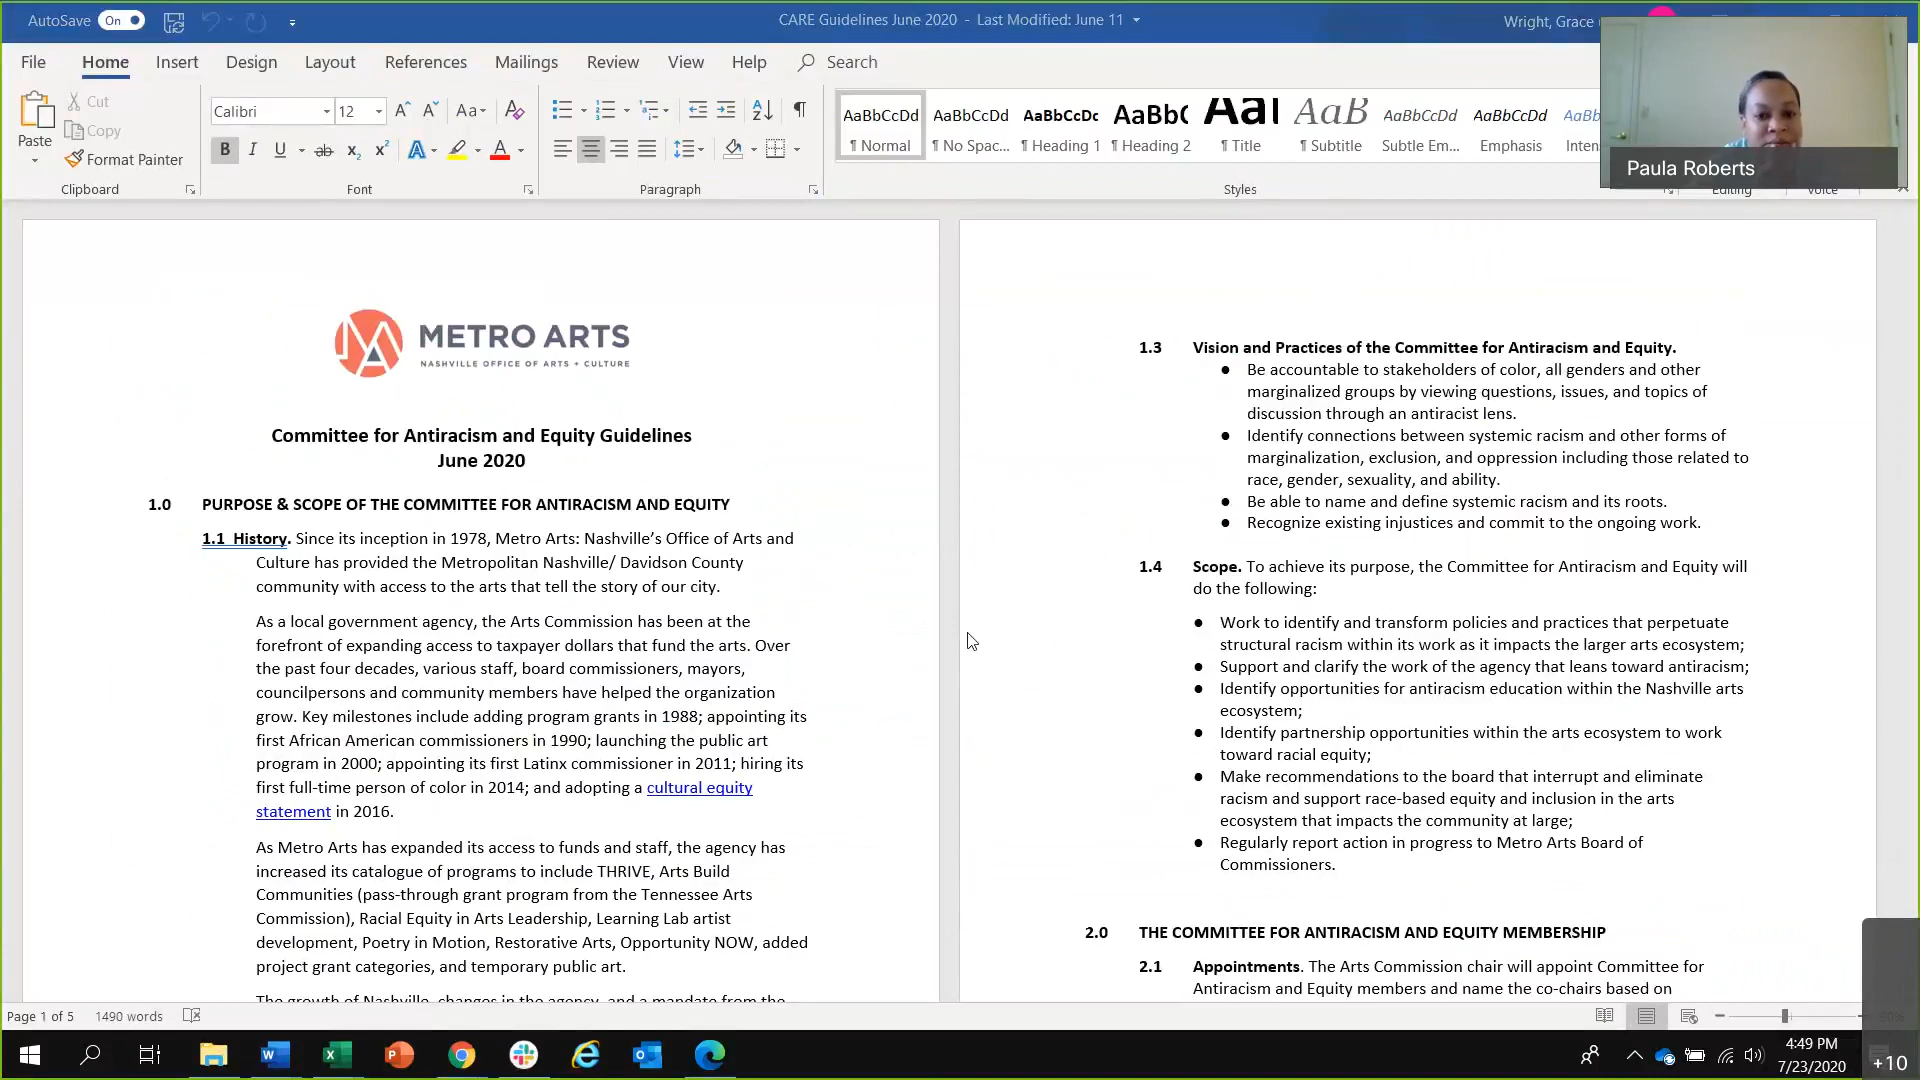 AutoSave On CARE Guidelines June 2020 - Last Modified: June 11 Wright, Grace
File Home Insert Design Layout References Mailings Review View Help Search
Paste
Cut
Copy
Format Painter
Clipboard
Calibri 12
Font
Paragraph
AaBbCcDd AaBbCcDd AaBbCcDc AaBbC AaI AaB AaBbCcDd AaBbCcDd
¶ Normal ¶ No Spac... ¶ Heading 1 ¶ Heading 2 ¶ Title ¶ Subtitle Subtle Em... Emphasis
Styles Editing Voice
Paula Roberts
METRO ARTS
NASHVILLE OFFICE OF ARTS + CULTURE
Committee for Antiracism and Equity Guidelines
June 2020
1.0 PURPOSE & SCOPE OF THE COMMITTEE FOR ANTIRACISM AND EQUITY
1.1 History. Since its inception in 1978, Metro Arts: Nashville’s Office of Arts and
Culture has provided the Metropolitan Nashville/ Davidson County
community with access to the arts that tell the story of our city.
As a local government agency, the Arts Commission has been at the
forefront of expanding access to taxpayer dollars that fund the arts. Over
the past four decades, various staff, board commissioners, mayors,
councilpersons and community members have helped the organization
grow. Key milestones include adding program grants in 1988; appointing its
first African American commissioners in 1990; launching the public art
program in 2000; appointing its first Latinx commissioner in 2011; hiring its
first full-time person of color in 2014; and adopting a cultural equity
statement in 2016.
As Metro Arts has expanded its access to funds and staff, the agency has
increased its catalogue of programs to include THRIVE, Arts Build
Communities (pass-through grant program from the Tennessee Arts
Commission), Racial Equity in Arts Leadership, Learning Lab artist
development, Poetry in Motion, Restorative Arts, Opportunity NOW, added
project grant categories, and temporary public art.
The growth of Nashville, changes in the agency, and a mandate from the
1.3 Vision and Practices of the Committee for Antiracism and Equity.
● Be accountable to stakeholders of color, all genders and other
marginalized groups by viewing questions, issues, and topics of
discussion through an antiracist lens.
● Identify connections between systemic racism and other forms of
marginalization, exclusion, and oppression including those related to
race, gender, sexuality, and ability.
● Be able to name and define systemic racism and its roots.
● Recognize existing injustices and commit to the ongoing work.
1.4 Scope. To achieve its purpose, the Committee for Antiracism and Equity will
do the following:
● Work to identify and transform policies and practices that perpetuate
structural racism within its work as it impacts the larger arts ecosystem;
● Support and clarify the work of the agency that leans toward antiracism;
● Identify opportunities for antiracism education within the Nashville arts
ecosystem;
● Identify partnership opportunities within the arts ecosystem to work
toward racial equity;
● Make recommendations to the board that interrupt and eliminate
racism and support race-based equity and inclusion in the arts
ecosystem that impacts the community at large;
● Regularly report action in progress to Metro Arts Board of
Commissioners.
2.0 THE COMMITTEE FOR ANTIRACISM AND EQUITY MEMBERSHIP
2.1 Appointments. The Arts Commission chair will appoint Committee for
Antiracism and Equity members and name the co-chairs based on
Page 1 of 5 1490 words
4:49 PM
7/23/2020
+10